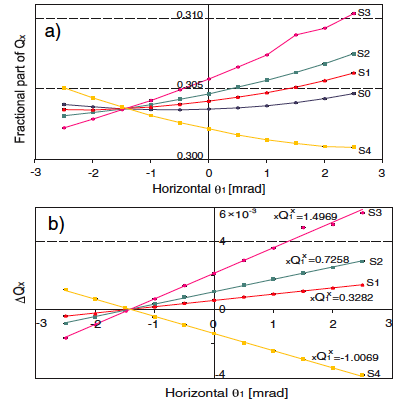 a)
Fractional part of Qx
0.310
0.305
0.300
S3
S2
S1
S0
S4
-3 -2 -1 0 1 2 3
Horizontal θ1 [mrad]
b)
ΔQx
6×10⁻³
4
0
-4
xQ1ˣ=1.4969
S3
xQ1ˣ=0.7258
S2
S1
xQ1ˣ=0.3282
xQ1ˣ=-1.0069
S4
-3 -2 -1 0 1 2 3
Horizontal θ1 [mrad]